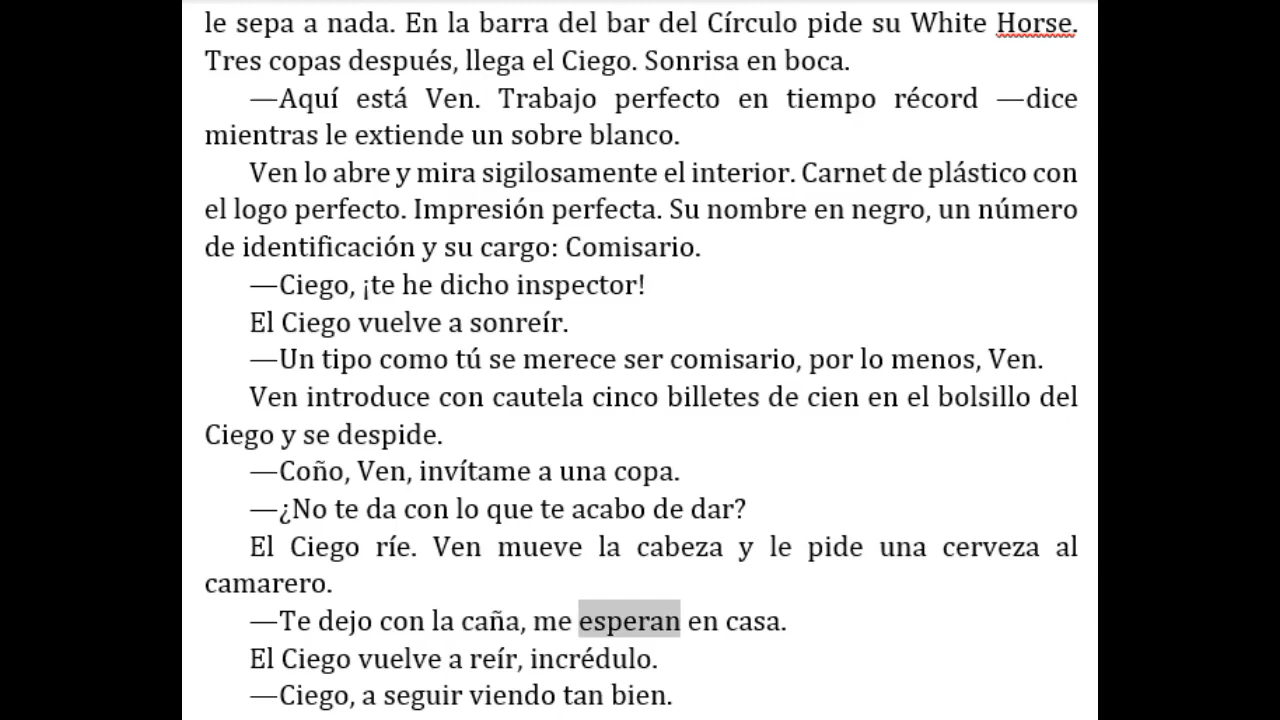 le sepa a nada. En la barra del bar del Círculo pide su White Horse.
Tres copas después, llega el Ciego. Sonrisa en boca.
—Aquí está Ven. Trabajo perfecto en tiempo récord —dice
mientras le extiende un sobre blanco.
Ven lo abre y mira sigilosamente el interior. Carnet de plástico con
el logo perfecto. Impresión perfecta. Su nombre en negro, un número
de identificación y su cargo: Comisario.
—Ciego, ¡te he dicho inspector!
El Ciego vuelve a sonreír.
—Un tipo como tú se merece ser comisario, por lo menos, Ven.
Ven introduce con cautela cinco billetes de cien en el bolsillo del
Ciego y se despide.
—Coño, Ven, invítame a una copa.
—¿No te da con lo que te acabo de dar?
El Ciego ríe. Ven mueve la cabeza y le pide una cerveza al
camarero.
—Te dejo con la caña, me esperan en casa.
El Ciego vuelve a reír, incrédulo.
—Ciego, a seguir viendo tan bien.